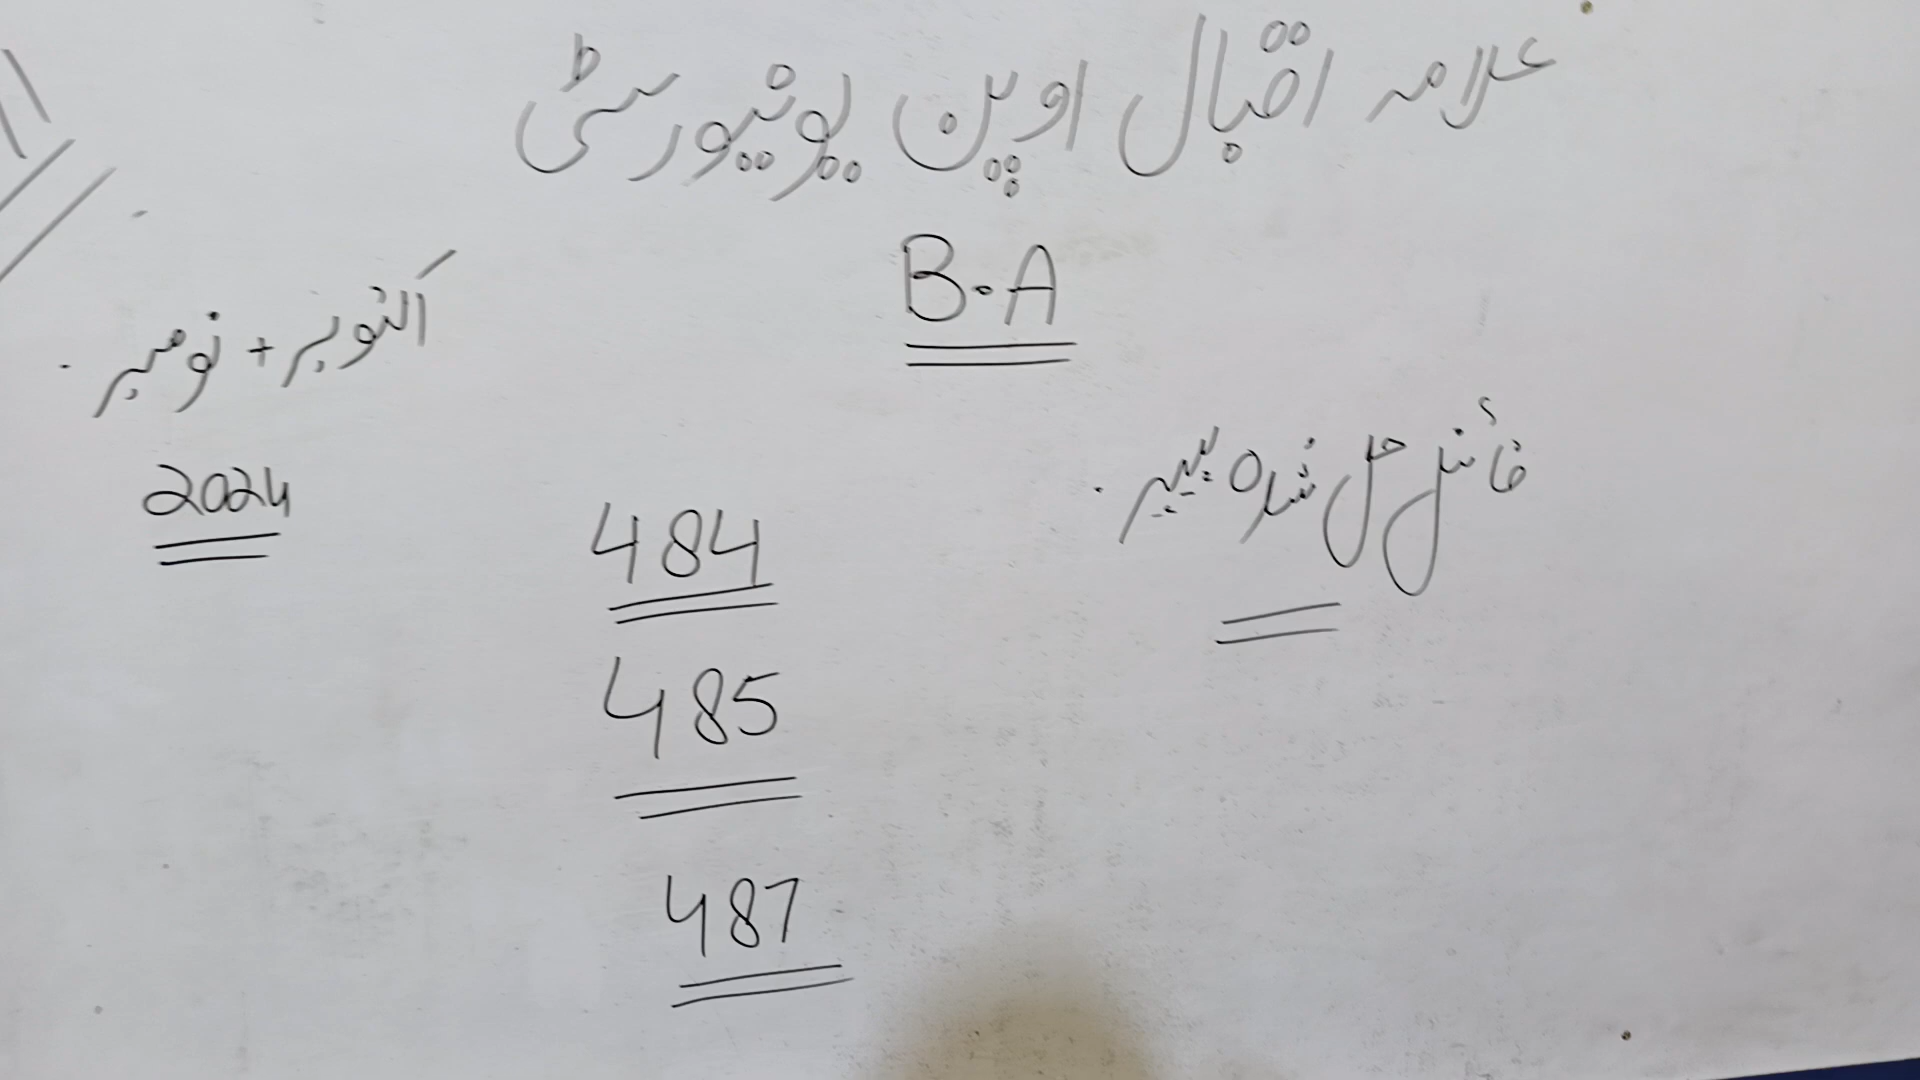 علامہ اقبال اوپن یونیورسٹی
B.A
اکتوبر + نومبر
2024
فائنل حل شدہ پیپر
484
485
487